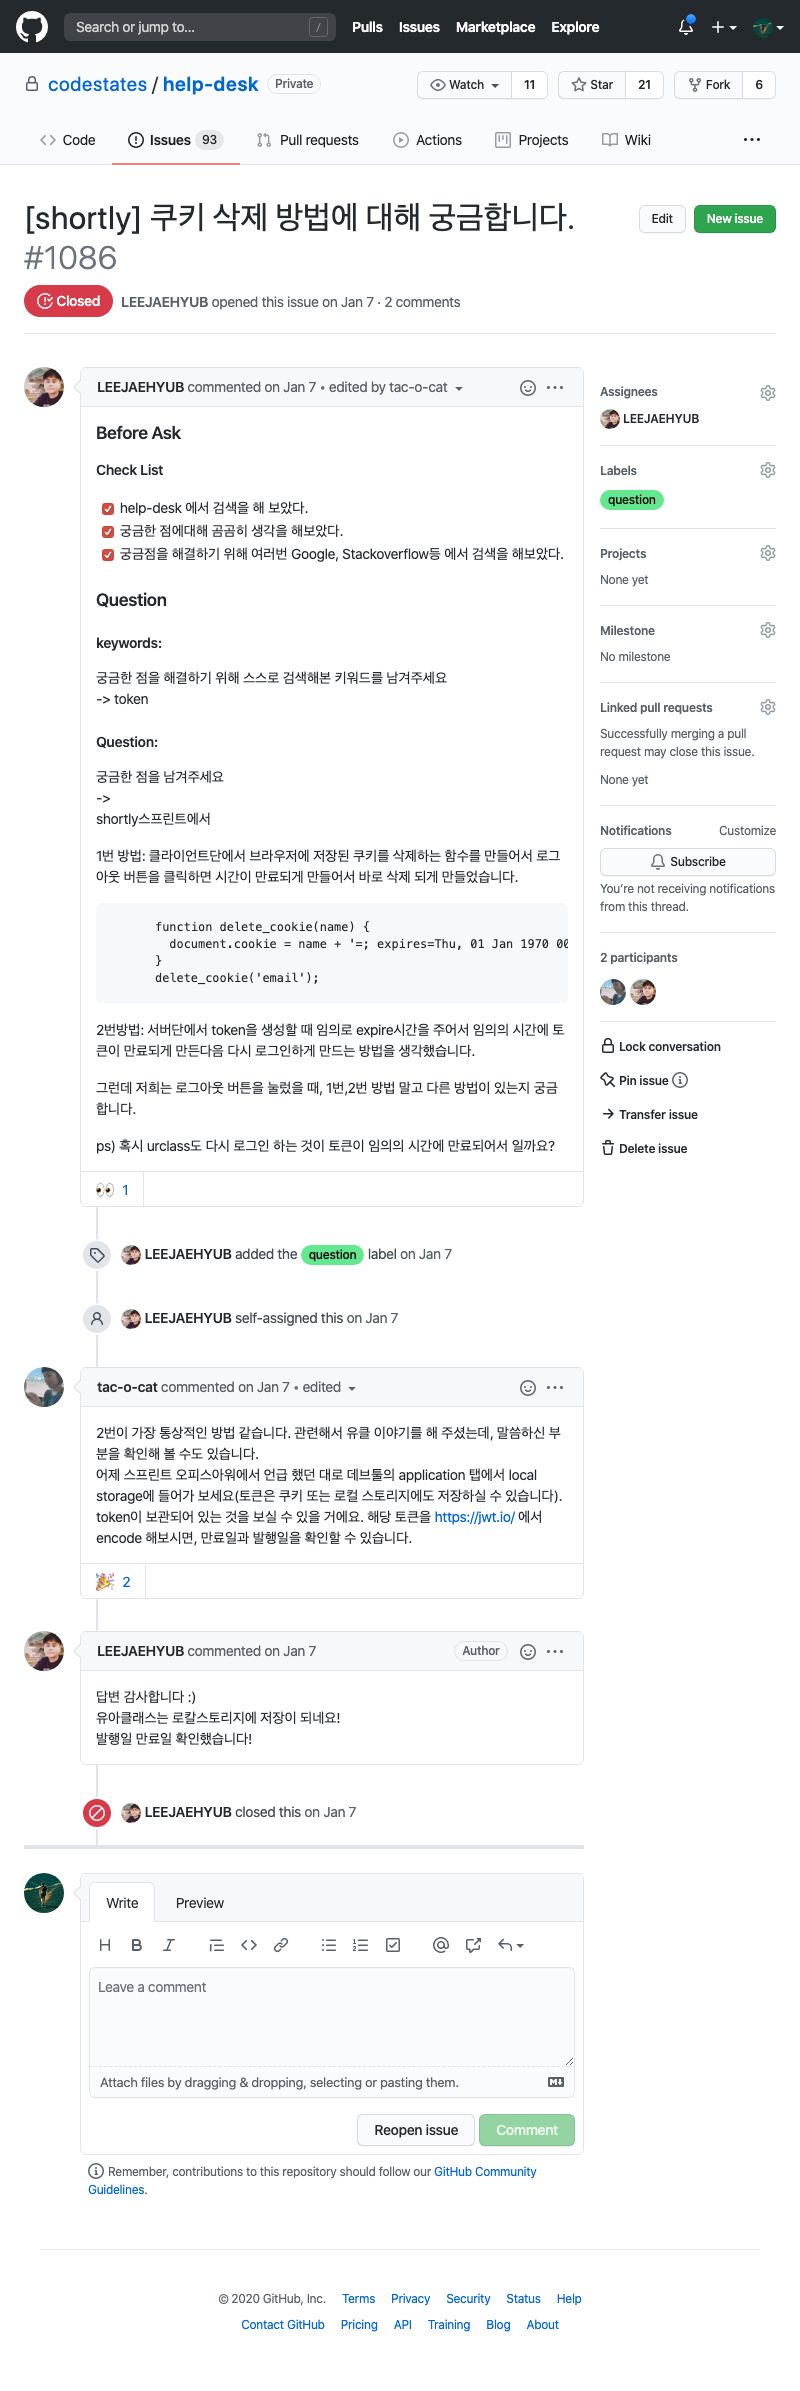 Search or jump to... /
Pulls Issues Marketplace Explore
codestates / help-desk Private
Watch 11 Star 21 Fork 6
Code Issues 93 Pull requests Actions Projects Wiki
[shortly] 쿠키 삭제 방법에 대해 궁금합니다.
#1086
Edit New issue
Closed LEEJAEHYUB opened this issue on Jan 7 · 2 comments
LEEJAEHYUB commented on Jan 7 • edited by tac-o-cat
Before Ask
Check List
help-desk 에서 검색을 해 보았다.
궁금한 점에대해 곰곰히 생각을 해보았다.
궁금점을 해결하기 위해 여러번 Google, Stackoverflow등 에서 검색을 해보았다.
Question
keywords:
궁금한 점을 해결하기 위해 스스로 검색해본 키워드를 남겨주세요
-> token
Question:
궁금한 점을 남겨주세요
->
shortly스프린트에서
1번 방법: 클라이언트단에서 브라우저에 저장된 쿠키를 삭제하는 함수를 만들어서 로그
아웃 버튼을 클릭하면 시간이 만료되게 만들어서 바로 삭제 되게 만들었습니다.
function delete_cookie(name) {
document.cookie = name + '=; expires=Thu, 01 Jan 1970 00
}
delete_cookie('email');
2번방법: 서버단에서 token을 생성할 때 임의로 expire시간을 주어서 임의의 시간에 토
큰이 만료되게 만든다음 다시 로그인하게 만드는 방법을 생각했습니다.
그런데 저희는 로그아웃 버튼을 눌렀을 때, 1번,2번 방법 말고 다른 방법이 있는지 궁금
합니다.
ps) 혹시 urclass도 다시 로그인 하는 것이 토큰이 임의의 시간에 만료되어서 일까요?
1
LEEJAEHYUB added the question label on Jan 7
LEEJAEHYUB self-assigned this on Jan 7
tac-o-cat commented on Jan 7 • edited
2번이 가장 통상적인 방법 같습니다. 관련해서 유클 이야기를 해 주셨는데, 말씀하신 부
분을 확인해 볼 수도 있습니다.
어제 스프린트 오피스아워에서 언급 했던 대로 데브툴의 application 탭에서 local
storage에 들어가 보세요(토큰은 쿠키 또는 로컬 스토리지에도 저장하실 수 있습니다).
token이 보관되어 있는 것을 보실 수 있을 거에요. 해당 토큰을 https://jwt.io/ 에서
encode 해보시면, 만료일과 발행일을 확인할 수 있습니다.
2
LEEJAEHYUB commented on Jan 7 Author
답변 감사합니다 :)
유아클래스는 로칼스토리지에 저장이 되네요!
발행일 만료일 확인했습니다!
LEEJAEHYUB closed this on Jan 7
Write Preview
Leave a comment
Attach files by dragging & dropping, selecting or pasting them.
Reopen issue Comment
Remember, contributions to this repository should follow our GitHub Community
Guidelines.
Assignees
LEEJAEHYUB
Labels
question
Projects
None yet
Milestone
No milestone
Linked pull requests
Successfully merging a pull
request may close this issue.
None yet
Notifications Customize
Subscribe
You're not receiving notifications
from this thread.
2 participants
Lock conversation
Pin issue
Transfer issue
Delete issue
© 2020 GitHub, Inc. Terms Privacy Security Status Help
Contact GitHub Pricing API Training Blog About